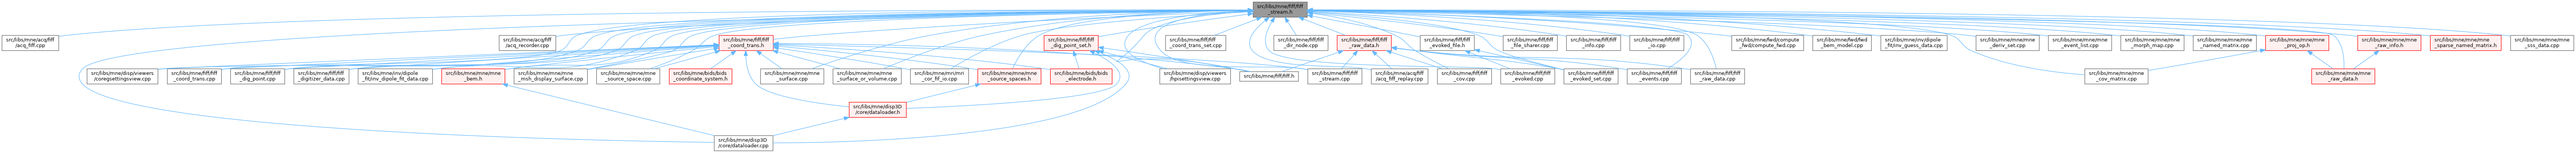 src/libs/mne/fiff/fiff
_stream.h
src/libs/mne/acq/fiff
/acq_fiff.cpp
src/libs/mne/acq/fiff
/acq_recorder.cpp
src/libs/mne/fiff/fiff
_coord_trans.h
src/libs/mne/fiff/fiff
_dig_point_set.h
src/libs/mne/fiff/fiff
_coord_trans_set.cpp
src/libs/mne/fiff/fiff
_dir_node.cpp
src/libs/mne/fiff/fiff
_raw_data.h
src/libs/mne/fiff/fiff
_evoked_file.h
src/libs/mne/fiff/fiff
_file_sharer.cpp
src/libs/mne/fiff/fiff
_info.cpp
src/libs/mne/fiff/fiff
_io.cpp
src/libs/mne/fwd/compute
_fwd/compute_fwd.cpp
src/libs/mne/fwd/fwd
_bem_model.cpp
src/libs/mne/inv/dipole
_fit/inv_guess_data.cpp
src/libs/mne/mne/mne
_deriv_set.cpp
src/libs/mne/mne/mne
_event_list.cpp
src/libs/mne/mne/mne
_morph_map.cpp
src/libs/mne/mne/mne
_named_matrix.cpp
src/libs/mne/mne/mne
_proj_op.h
src/libs/mne/mne/mne
_raw_info.h
src/libs/mne/mne/mne
_sparse_named_matrix.h
src/libs/mne/mne/mne
_sss_data.cpp
src/libs/mne/disp/viewers
/coregsettingsview.cpp
src/libs/mne/fiff/fiff
_coord_trans.cpp
src/libs/mne/fiff/fiff
_dig_point.cpp
src/libs/mne/fiff/fiff
_digitizer_data.cpp
src/libs/mne/inv/dipole
_fit/inv_dipole_fit_data.cpp
src/libs/mne/mne/mne
_bem.h
src/libs/mne/mne/mne
_msh_display_surface.cpp
src/libs/mne/mne/mne
_source_space.cpp
src/libs/mne/bids/bids
_coordinate_system.h
src/libs/mne/mne/mne
_surface.cpp
src/libs/mne/mne/mne
_surface_or_volume.cpp
src/libs/mne/mri/mri
_cor_fif_io.cpp
src/libs/mne/mne/mne
_source_spaces.h
src/libs/mne/bids/bids
_electrode.h
src/libs/mne/disp/viewers
/hpisettingsview.cpp
src/libs/mne/fiff/fiff.h
src/libs/mne/fiff/fiff
_stream.cpp
src/libs/mne/acq/fiff
/acq_fiff_replay.cpp
src/libs/mne/fiff/fiff
_cov.cpp
src/libs/mne/fiff/fiff
_evoked.cpp
src/libs/mne/fiff/fiff
_evoked_set.cpp
src/libs/mne/fiff/fiff
_events.cpp
src/libs/mne/fiff/fiff
_raw_data.cpp
src/libs/mne/mne/mne
_cov_matrix.cpp
src/libs/mne/mne/mne
_raw_data.h
src/libs/mne/disp3D
/core/dataloader.h
src/libs/mne/disp3D
/core/dataloader.cpp